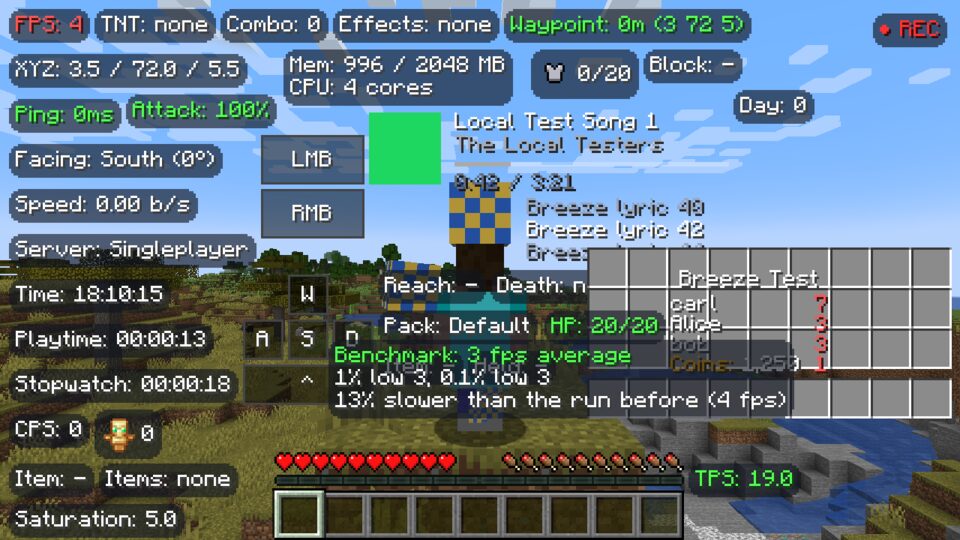 FPS: 4 TNT: none Combo: 0 Effects: none Waypoint: 0m (3 72 5) ● REC
XYZ: 3.5 / 72.0 / 5.5
Mem: 996 / 2048 MB
CPU: 4 cores
0/20
Block: -
Ping: 0ms Attack: 100%
Day: 0
Local Test Song 1
The Local Testers
0:42 / 3:21
Facing: South (0°)
LMB
RMB
Speed: 0.00 b/s
Breeze lyric 40
Breeze lyric 42
Server: Singleplayer
Time: 18:10:15
W
Reach: - Death:
Breeze Test
carl 7
Alice 3
bob 3
Coins: 1,250 1
Playtime: 00:00:13
A S D
Pack: Default HP: 20/20
Benchmark: 3 fps average
1% low 3, 0.1% low 3
13% slower than the run before (4 fps)
Stopwatch: 00:00:18
^
CPS: 0
0
Item: - Items: none
TPS: 19.0
Saturation: 5.0